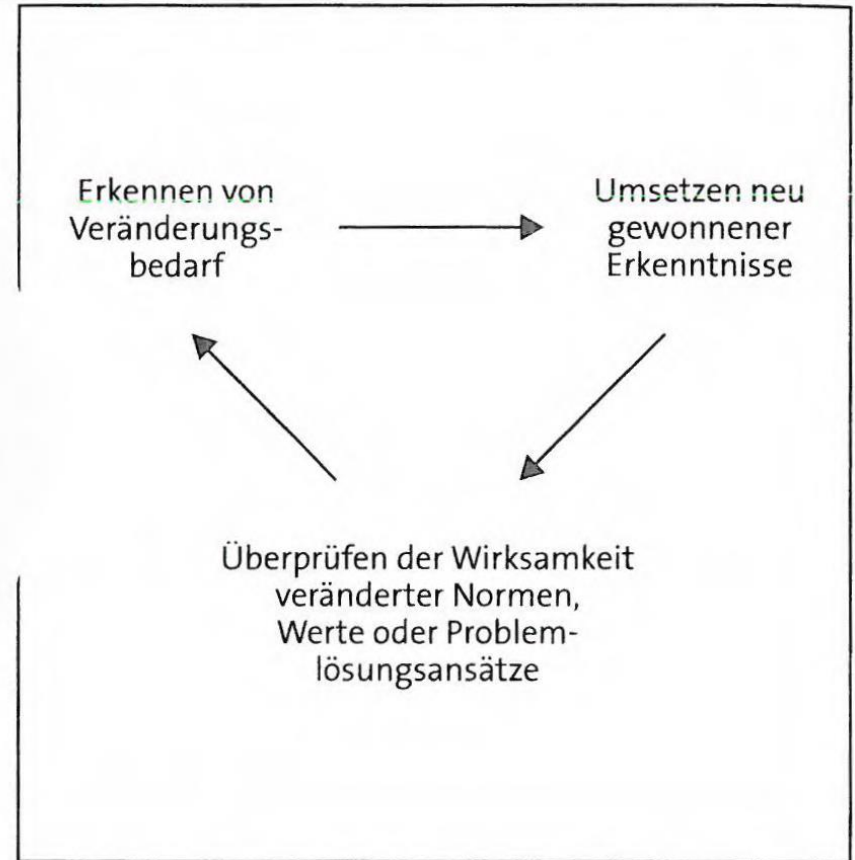 Erkennen von
Veränderungs-
bedarf
Umsetzen neu
gewonnener
Erkenntnisse
Überprüfen der Wirksamkeit
veränderter Normen,
Werte oder Problem-
lösungsansätze